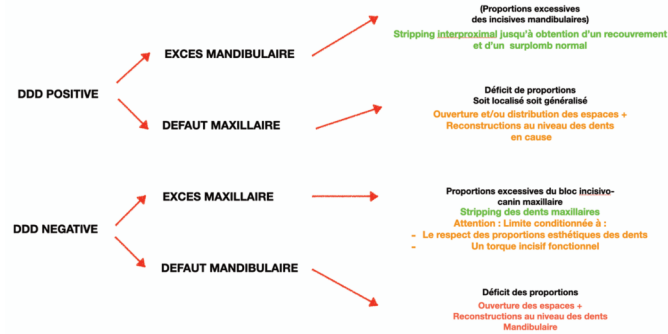 (Proportions excessives
des incisives mandibulaires)
Stripping interproximal jusqu'à obtention d'un recouvrement
et d'un surplomb normal
EXCES MANDIBULAIRE
DDD POSITIVE
DEFAUT MAXILLAIRE
Déficit de proportions
Soit localisé soit généralisé
Ouverture et/ou distribution des espaces +
Reconstructions au niveau des dents
en cause
EXCES MAXILLAIRE
Proportions excessives du bloc incisivo-
canin maxillaire
Stripping des dents maxillaires
Attention : Limite conditionnée à :
- Le respect des proportions esthétiques des dents
- Un torque incisif fonctionnel
DDD NEGATIVE
DEFAUT MANDIBULAIRE
Déficit des proportions
Ouverture des espaces +
Reconstructions au niveau des dents
Mandibulaire